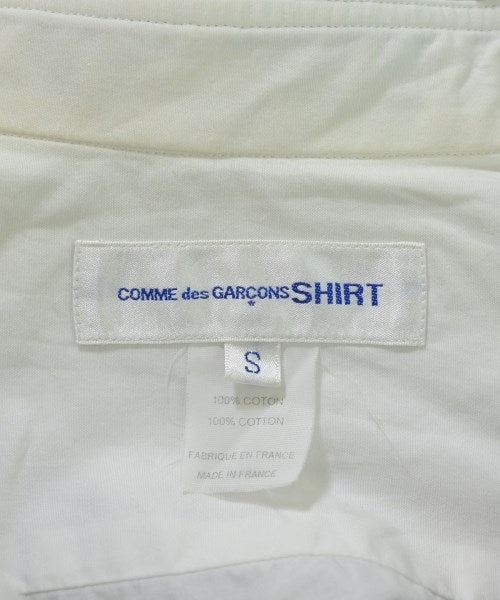 COMME des GARÇONS SHIRT
*
S
100% COTON
100% COTTON
FABRIQUE EN FRANCE
MADE IN FRANCE